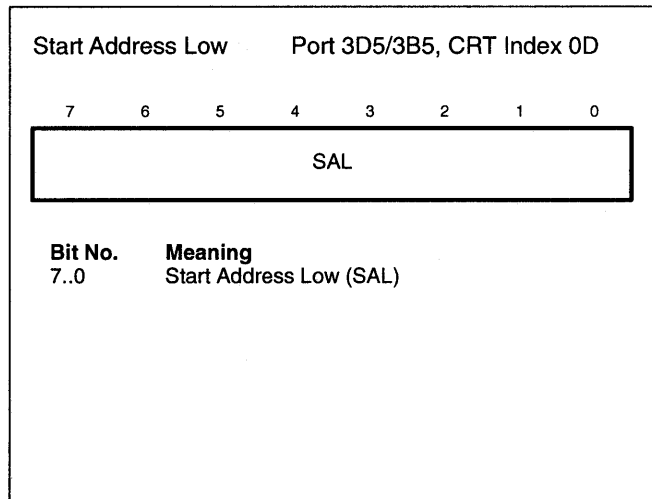 Start Address Low Port 3D5/3B5, CRT Index 0D
7 6 5 4 3 2 1 0
SAL
Bit No. Meaning
7..0 Start Address Low (SAL)